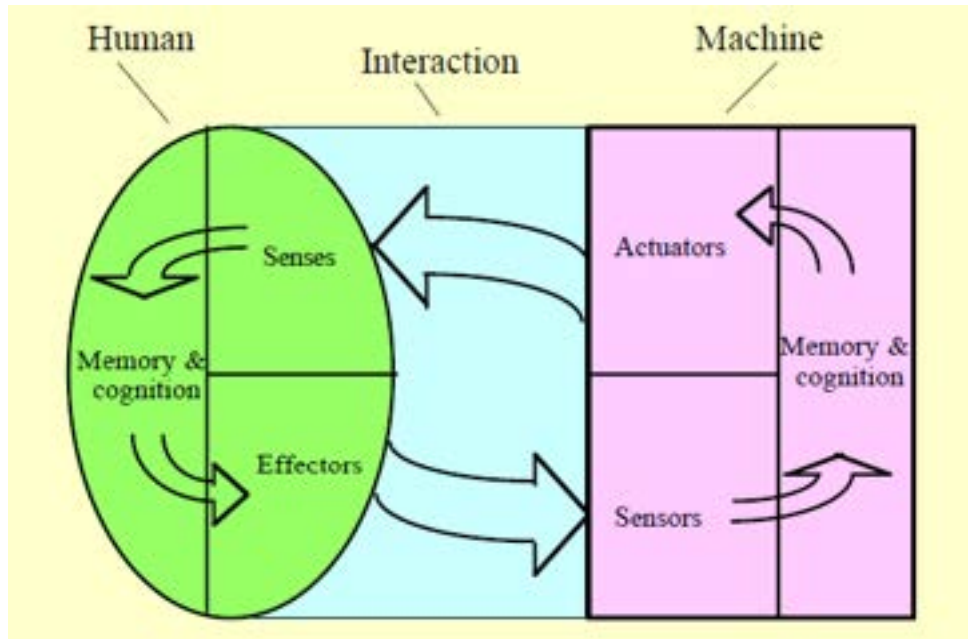 Human
Interaction
Machine
Senses
Actuators
Memory &
cognition
Memory &
cognition
Effectors
Sensors